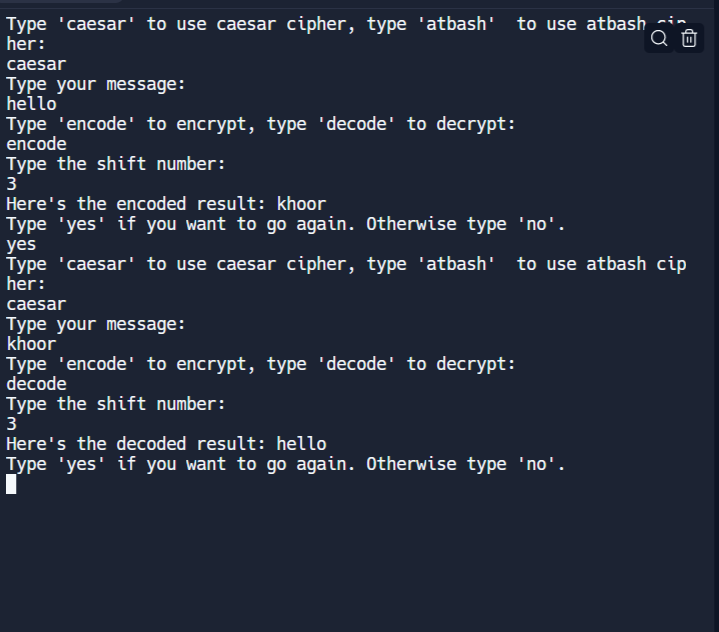 Type 'caesar' to use caesar cipher, type 'atbash'  to use atbash cip
her:
caesar
Type your message:
hello
Type 'encode' to encrypt, type 'decode' to decrypt:
encode
Type the shift number:
3
Here's the encoded result: khoor
Type 'yes' if you want to go again. Otherwise type 'no'.
yes
Type 'caesar' to use caesar cipher, type 'atbash'  to use atbash cip
her:
caesar
Type your message:
khoor
Type 'encode' to encrypt, type 'decode' to decrypt:
decode
Type the shift number:
3
Here's the decoded result: hello
Type 'yes' if you want to go again. Otherwise type 'no'.